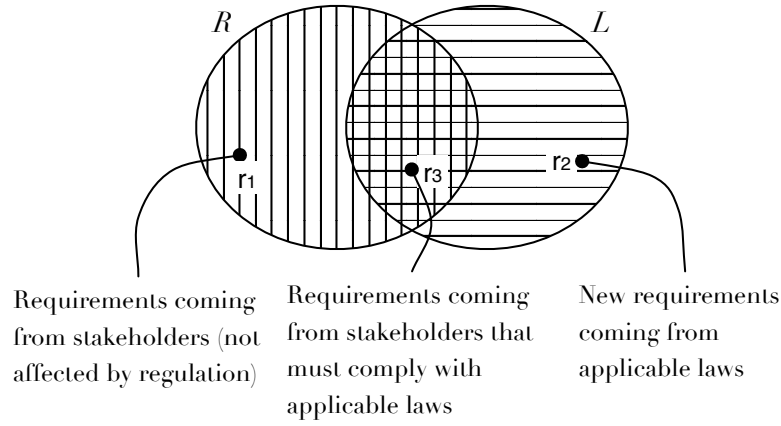 R
L
r1
r3
r2
Requirements coming
from stakeholders (not
affected by regulation)
Requirements coming
from stakeholders that
must comply with
applicable laws
New requirements
coming from
applicable laws